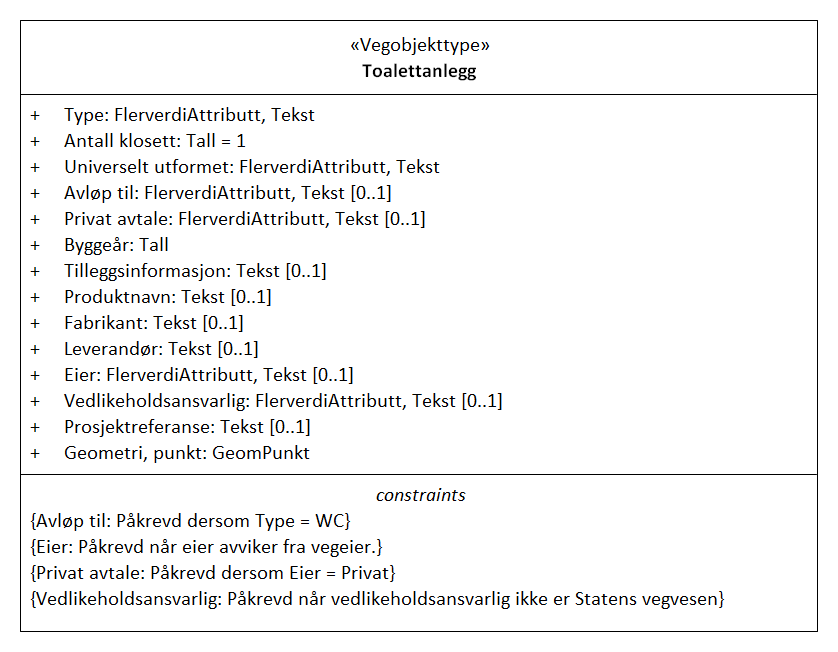 «Vegobjekttype»
Toalettanlegg
+ Type: FlerverdiAttributt, Tekst
+ Antall klosett: Tall = 1
+ Universelt utformet: FlerverdiAttributt, Tekst
+ Avløp til: FlerverdiAttributt, Tekst [0..1]
+ Privat avtale: FlerverdiAttributt, Tekst [0..1]
+ Byggeår: Tall
+ Tilleggsinformasjon: Tekst [0..1]
+ Produktnavn: Tekst [0..1]
+ Fabrikant: Tekst [0..1]
+ Leverandør: Tekst [0..1]
+ Eier: FlerverdiAttributt, Tekst [0..1]
+ Vedlikeholdsansvarlig: FlerverdiAttributt, Tekst [0..1]
+ Prosjektreferanse: Tekst [0..1]
+ Geometri, punkt: GeomPunkt
constraints
{Avløp til: Påkrevd dersom Type = WC}
{Eier: Påkrevd når eier avviker fra vegeier.}
{Privat avtale: Påkrevd dersom Eier = Privat}
{Vedlikeholdsansvarlig: Påkrevd når vedlikeholdsansvarlig ikke er Statens vegvesen}